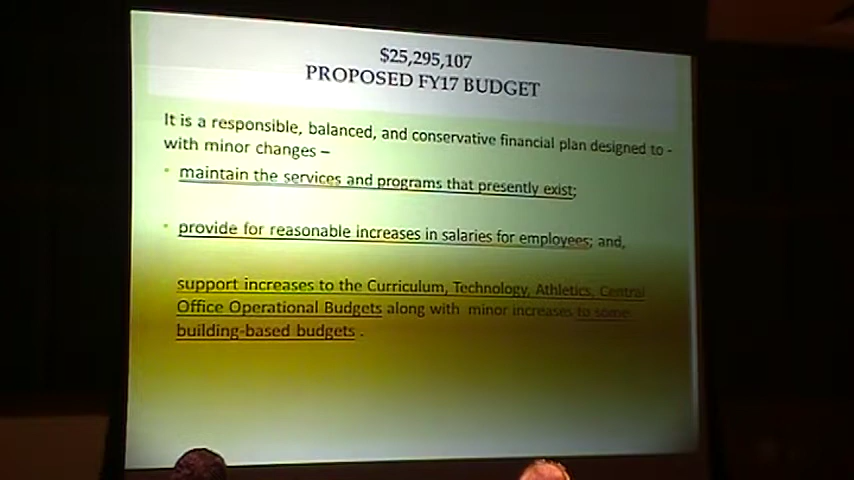 $25,295,107
PROPOSED FY17 BUDGET
It is a responsible, balanced, and conservative financial plan designed to -
with minor changes –
• maintain the services and programs that presently exist;
• provide for reasonable increases in salaries for employees; and,
support increases to the Curriculum, Technology, Athletics, Central
Office Operational Budgets along with minor increases to some
building-based budgets .